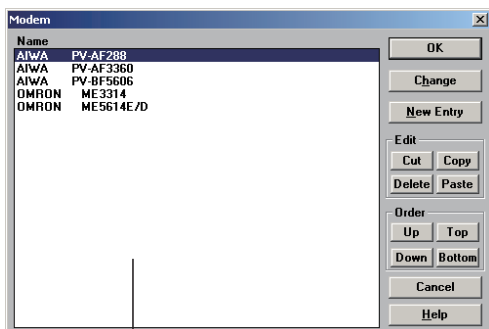 Modem
Name
AIWA PV-AF288
AIWA PV-AF3360
AIWA PV-BF5606
OMRON ME3314
OMRON ME5614E/D
OK
Change
New Entry
Edit
Cut Copy
Delete Paste
Order
Up Top
Down Bottom
Cancel
Help